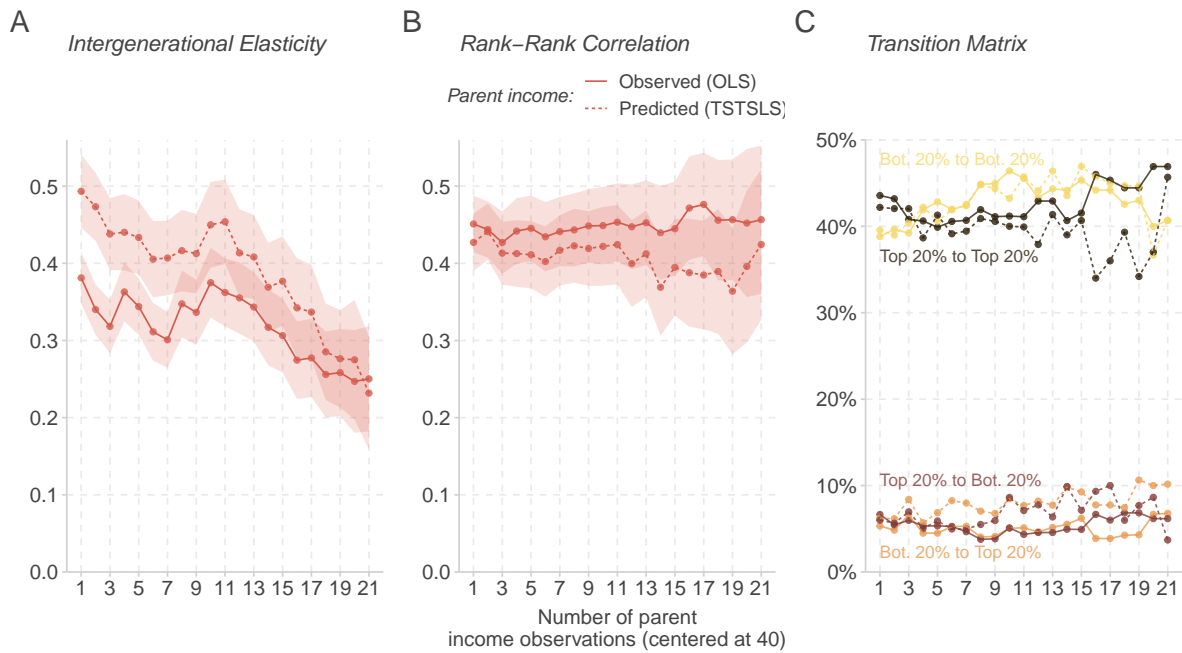 A
Intergenerational Elasticity
0.5
0.4
0.3
0.2
0.1
0.0
1 3 5 7 9 11 13 15 17 19 21
B
Rank−Rank Correlation
Parent income:
Observed (OLS)
Predicted (TSTSLS)
0.5
0.4
0.3
0.2
0.1
0.0
1 3 5 7 9 11 13 15 17 19 21
Number of parent
income observations (centered at 40)
C
Transition Matrix
50%
40%
30%
20%
10%
0%
Bot. 20% to Bot. 20%
Top 20% to Top 20%
Top 20% to Bot. 20%
Bot. 20% to Top 20%
1 3 5 7 9 11 13 15 17 19 21